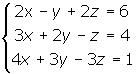 2x - y + 2z = 6
3x + 2y - z = 4
4x + 3y - 3z = 1